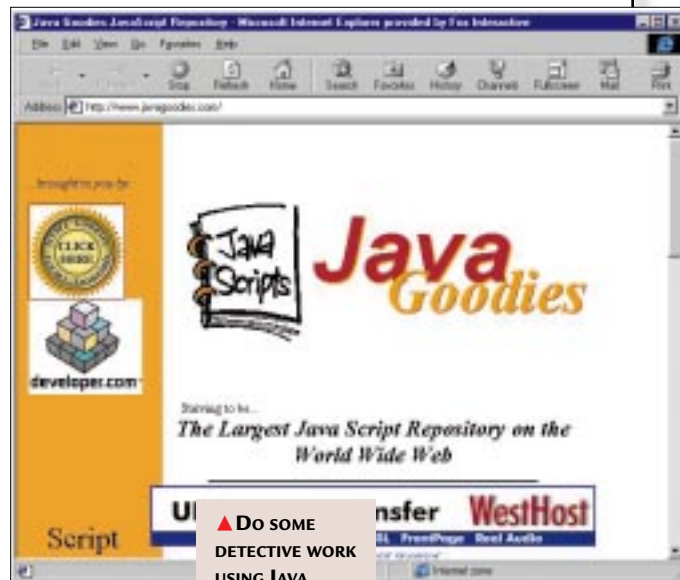 Java Goodies JavaScript Repository - Microsoft Internet Explorer provided by Fox Interactive
File Edit View Go Favorites Help
Stop Refresh Home Search Favorites History Channels Fullscreen Mail Print
Address http://www.javagoodies.com/
brought to you by
CLICK HERE
developer.com
Java Scripts
Java Goodies
Striving to be...
The Largest Java Script Repository on the
World Wide Web
nsfer WestHost
FrontPage Real Audio
Script
▲DO SOME
DETECTIVE WORK
USING JAVA
Internet zone